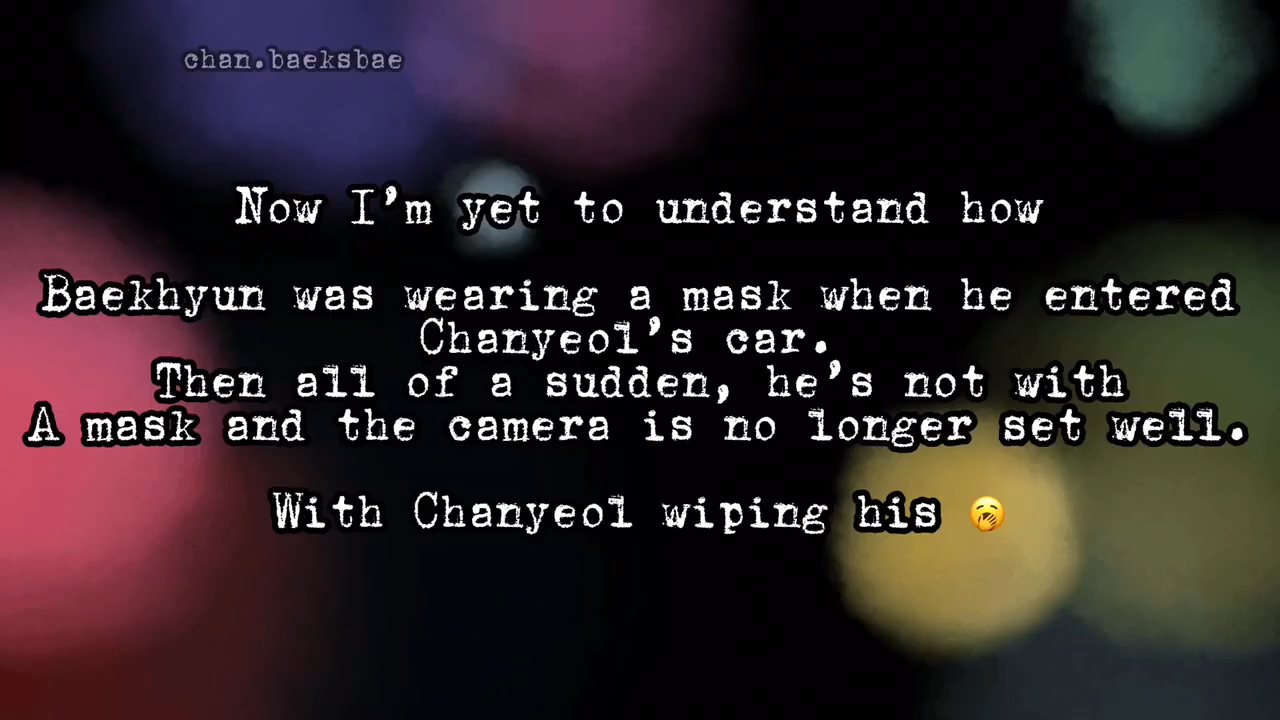 chan.baeksbae
Now I’m yet to understand how
Baekhyun was wearing a mask when he entered
Chanyeol’s car.
Then all of a sudden, he’s not with
A mask and the camera is no longer set well.
With Chanyeol wiping his 🥱